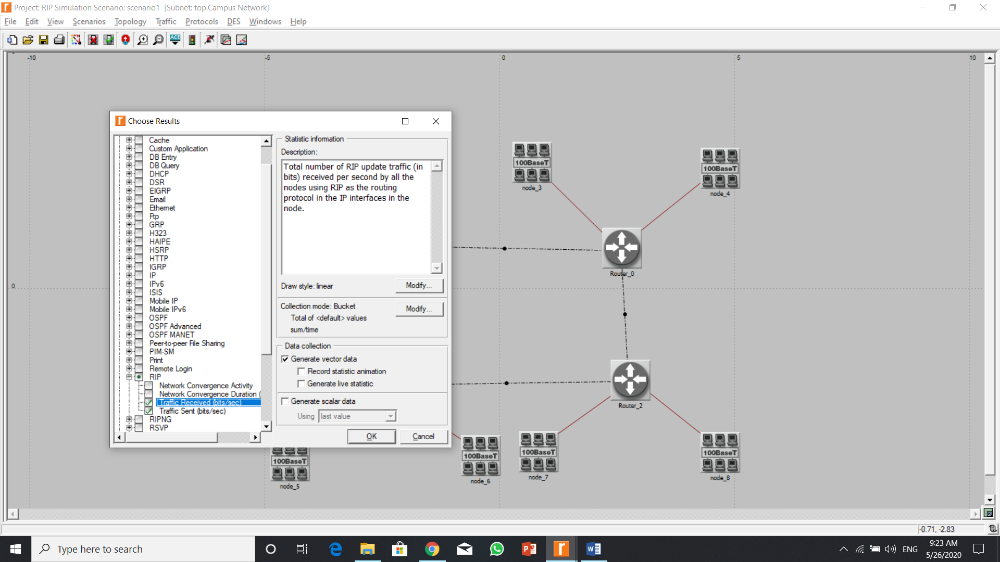 Project: RIP Simulation Scenario: scenario1 [Subnet: top.Campus Network]
File Edit View Scenarios Topology Traffic Protocols DES Windows Help
ACE
-10 -5 0 5 10
0
Choose Results
Cache
Custom Application
DB Entry
DB Query
DHCP
DSR
EIGRP
Email
Ethernet
Ftp
GRP
H323
HAIPE
HSRP
HTTP
IGRP
IP
IPv6
ISIS
Mobile IP
Mobile IPv6
OSPF
OSPF Advanced
OSPF MANET
Peer-to-peer File Sharing
PIM-SM
Print
Remote Login
RIP
Network Convergence Activity
Network Convergence Duration (
Traffic Received (bits/sec)
Traffic Sent (bits/sec)
RIPNG
RSVP
Statistic information
Description:
Total number of RIP update traffic (in
bits) received per second by all the
nodes using RIP as the routing
protocol in the IP interfaces in the
node.
Draw style: linear
Modify...
Collection mode: Bucket
Modify...
Total of <default> values
sum/time
Data collection
Generate vector data
Record statistic animation
Generate live statistic
Generate scalar data
Using last value
OK Cancel
100BaseT
node_3
100BaseT
node_4
Router_0
Router_2
100BaseT
node_5
100BaseT
node_6
100BaseT
node_7
100BaseT
node_8
-0.71, -2.83
Type here to search
ENG
9:23 AM
5/26/2020